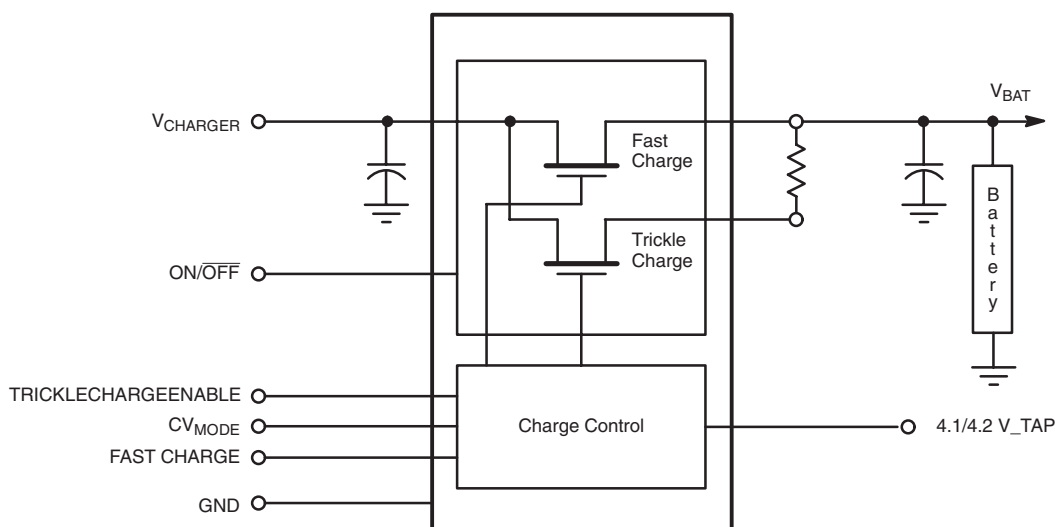 V_BAT
V_CHARGER
Fast
Charge
Trickle
Charge
Battery
ON/O̅F̅F̅
TRICKLECHARGEENABLE
CV_MODE
Charge Control
4.1/4.2 V_TAP
FAST CHARGE
GND